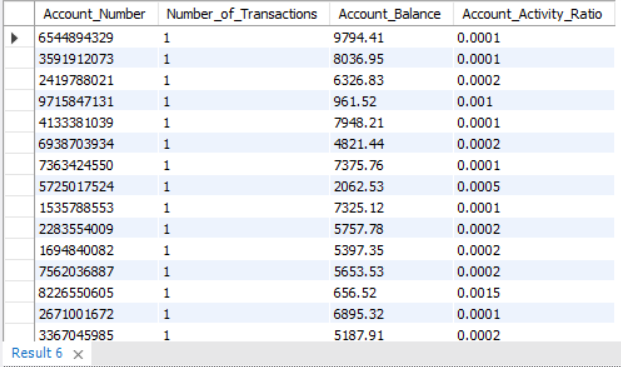 Account_Number Number_of_Transactions Account_Balance Account_Activity_Ratio
6544894329 1 9794.41 0.0001
3591912073 1 8036.95 0.0001
2419788021 1 6326.83 0.0002
9715847131 1 961.52 0.001
4133381039 1 7948.21 0.0001
6938703934 1 4821.44 0.0002
7363424550 1 7375.76 0.0001
5725017524 1 2062.53 0.0005
1535788553 1 7325.12 0.0001
2283554009 1 5757.78 0.0002
1694840082 1 5397.35 0.0002
7562036887 1 5653.53 0.0002
8226550605 1 656.52 0.0015
2671001672 1 6895.32 0.0001
3367045985 1 5187.91 0.0002
Result 6